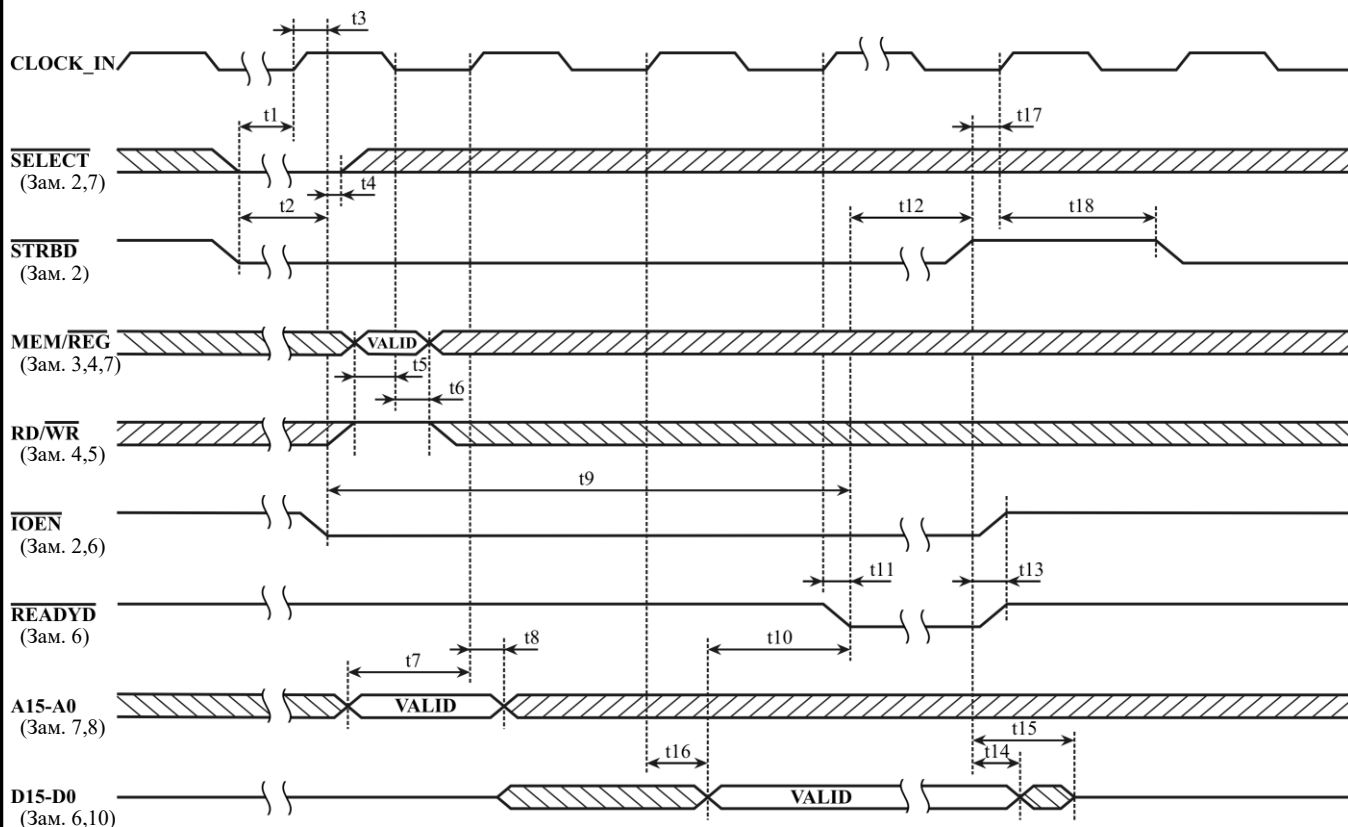 t3
CLOCK_IN
t1
t17
SELECT
(Зам. 2,7)
t4
t2
t12
t18
STRBD
(Зам. 2)
MEM/REG
VALID
(Зам. 3,4,7)
t5
t6
RD/WR
(Зам. 4,5)
t9
IOEN
(Зам. 2,6)
t11
t13
READYD
(Зам. 6)
t10
t8
t7
A15-A0
VALID
(Зам. 7,8)
t15
t16
t14
D15-D0
VALID
(Зам. 6,10)